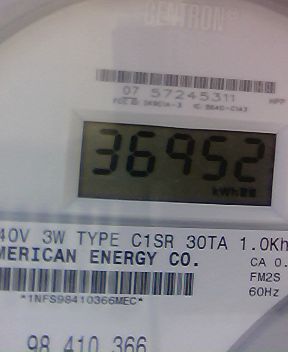 CENTRON®
07 57245311
HPP
36952
kWh
40V 3W TYPE C1SR 30TA 1.0Kh
MERICAN ENERGY CO.
CA 0.
FM2S
60Hz
*1NFS98410366MEC*
98 410 366